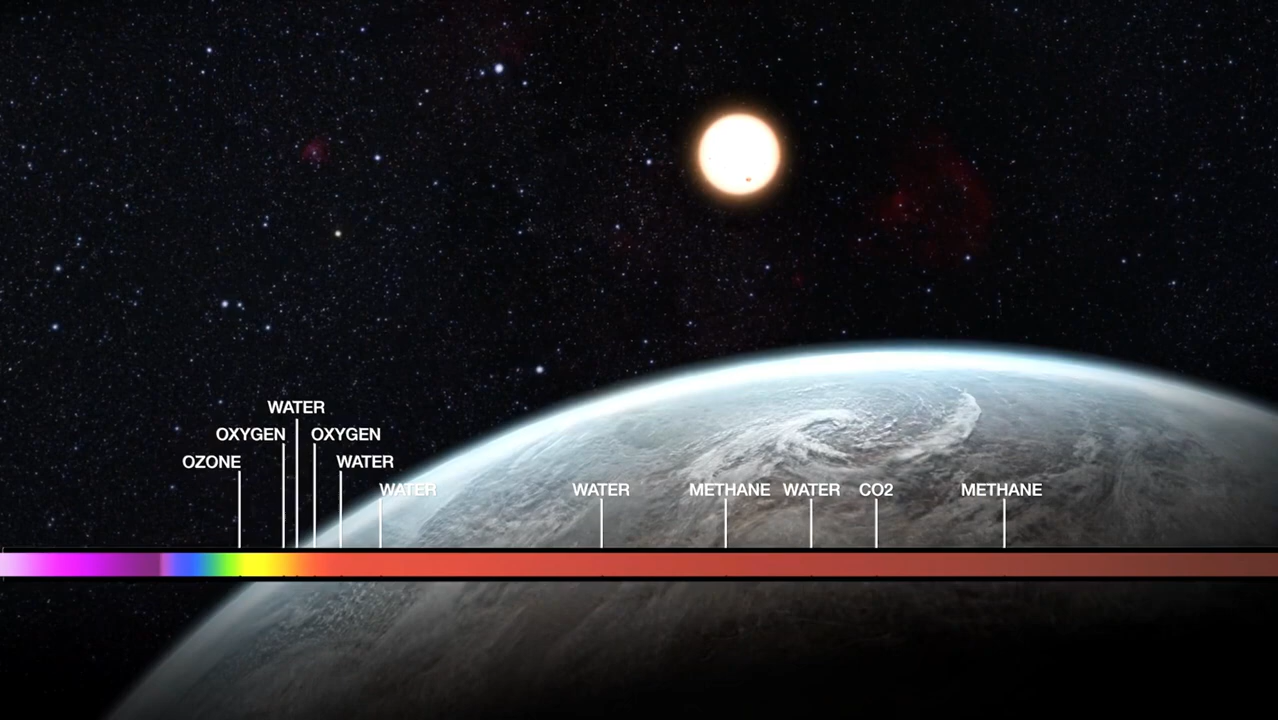 WATER
OXYGEN OXYGEN
OZONE WATER
WATER WATER METHANE WATER CO2 METHANE